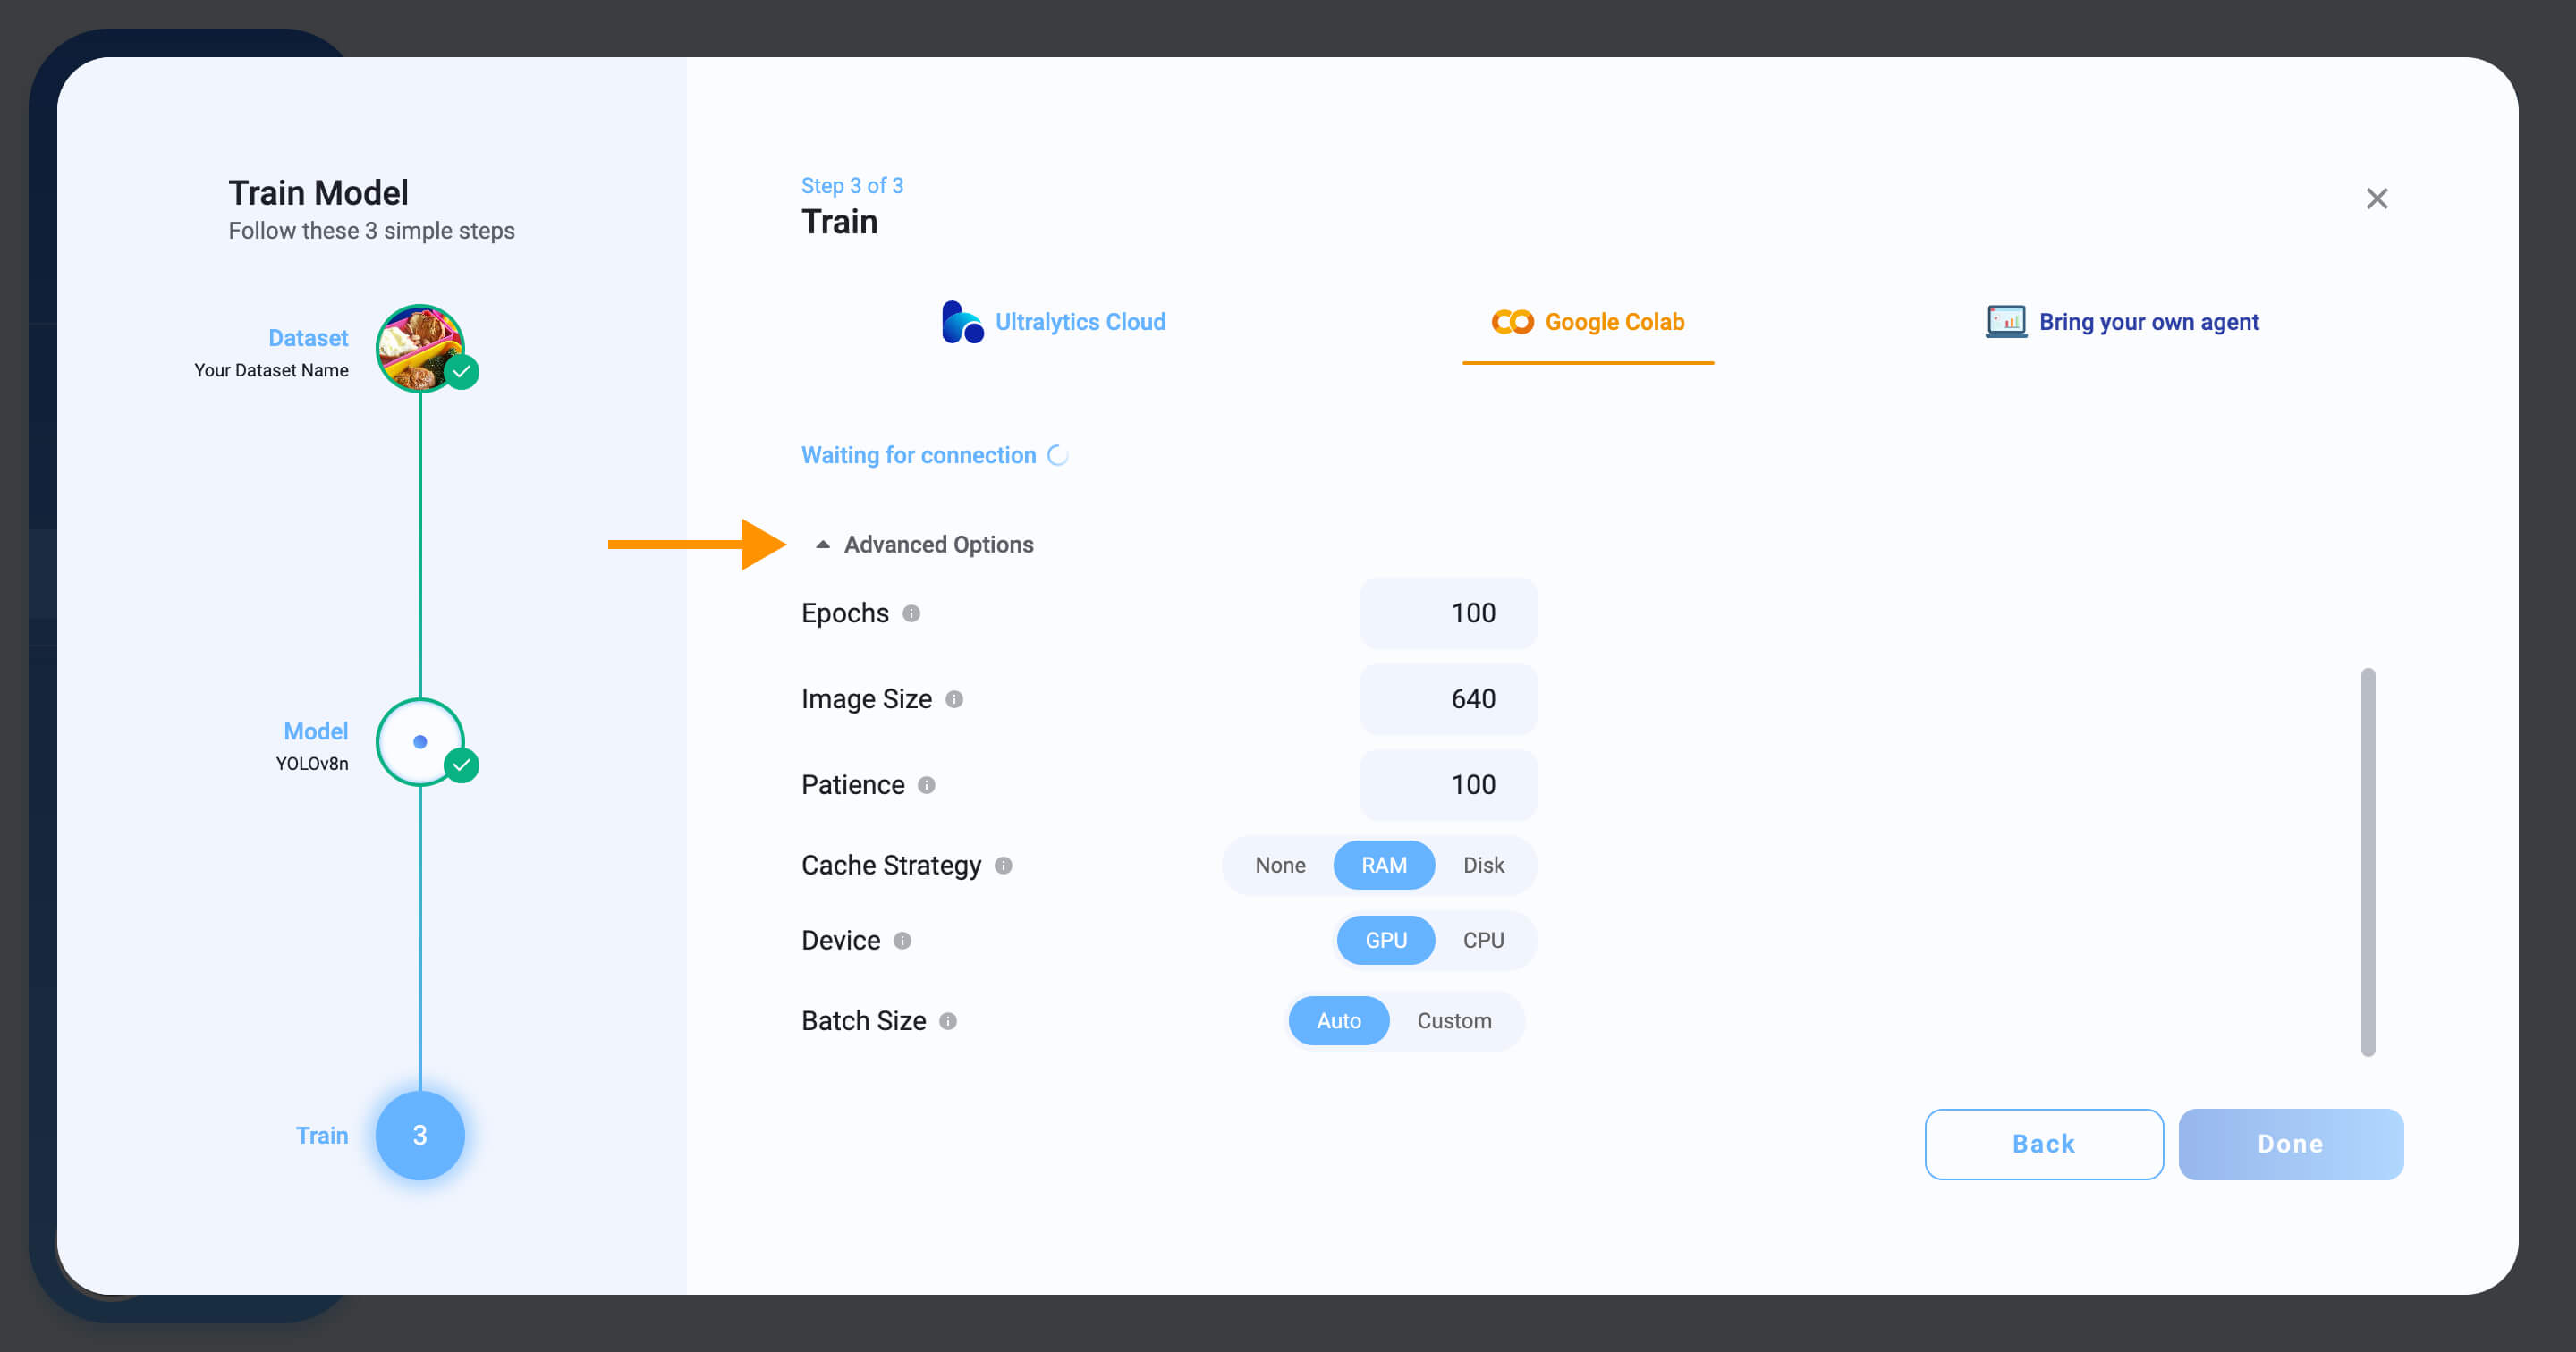 Train Model
Follow these 3 simple steps
Dataset
Your Dataset Name
Model
YOLOv8n
Train
3
Step 3 of 3
Train
Ultralytics Cloud
Google Colab
Bring your own agent
Waiting for connection
Advanced Options
Epochs 100
Image Size 640
Patience 100
Cache Strategy None RAM Disk
Device GPU CPU
Batch Size Auto Custom
Back
Done